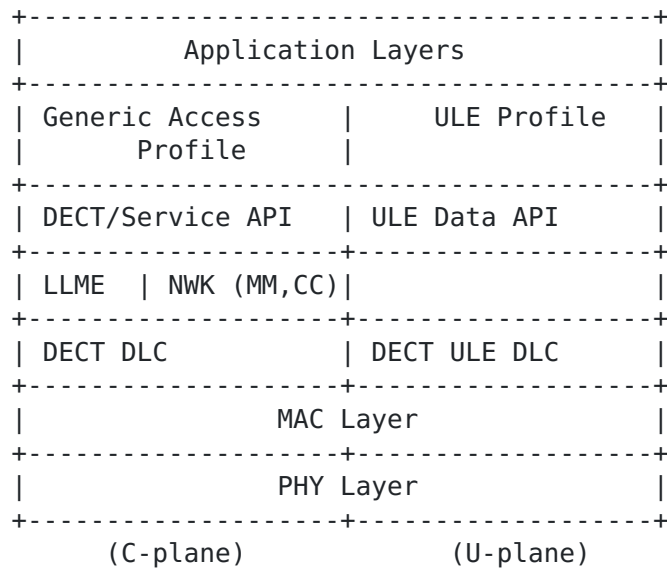 +----------------------------------------+
|          Application Layers            |
+----------------------------------------+
| Generic Access     |     ULE Profile   |
|       Profile      |                   |
+----------------------------------------+
| DECT/Service API   | ULE Data API      |
+--------------------+-------------------+
| LLME  | NWK (MM,CC)|                   |
+--------------------+-------------------+
| DECT DLC           | DECT ULE DLC      |
+--------------------+-------------------+
|                MAC Layer               |
+--------------------+-------------------+
|                PHY Layer               |
+--------------------+-------------------+
      (C-plane)             (U-plane)